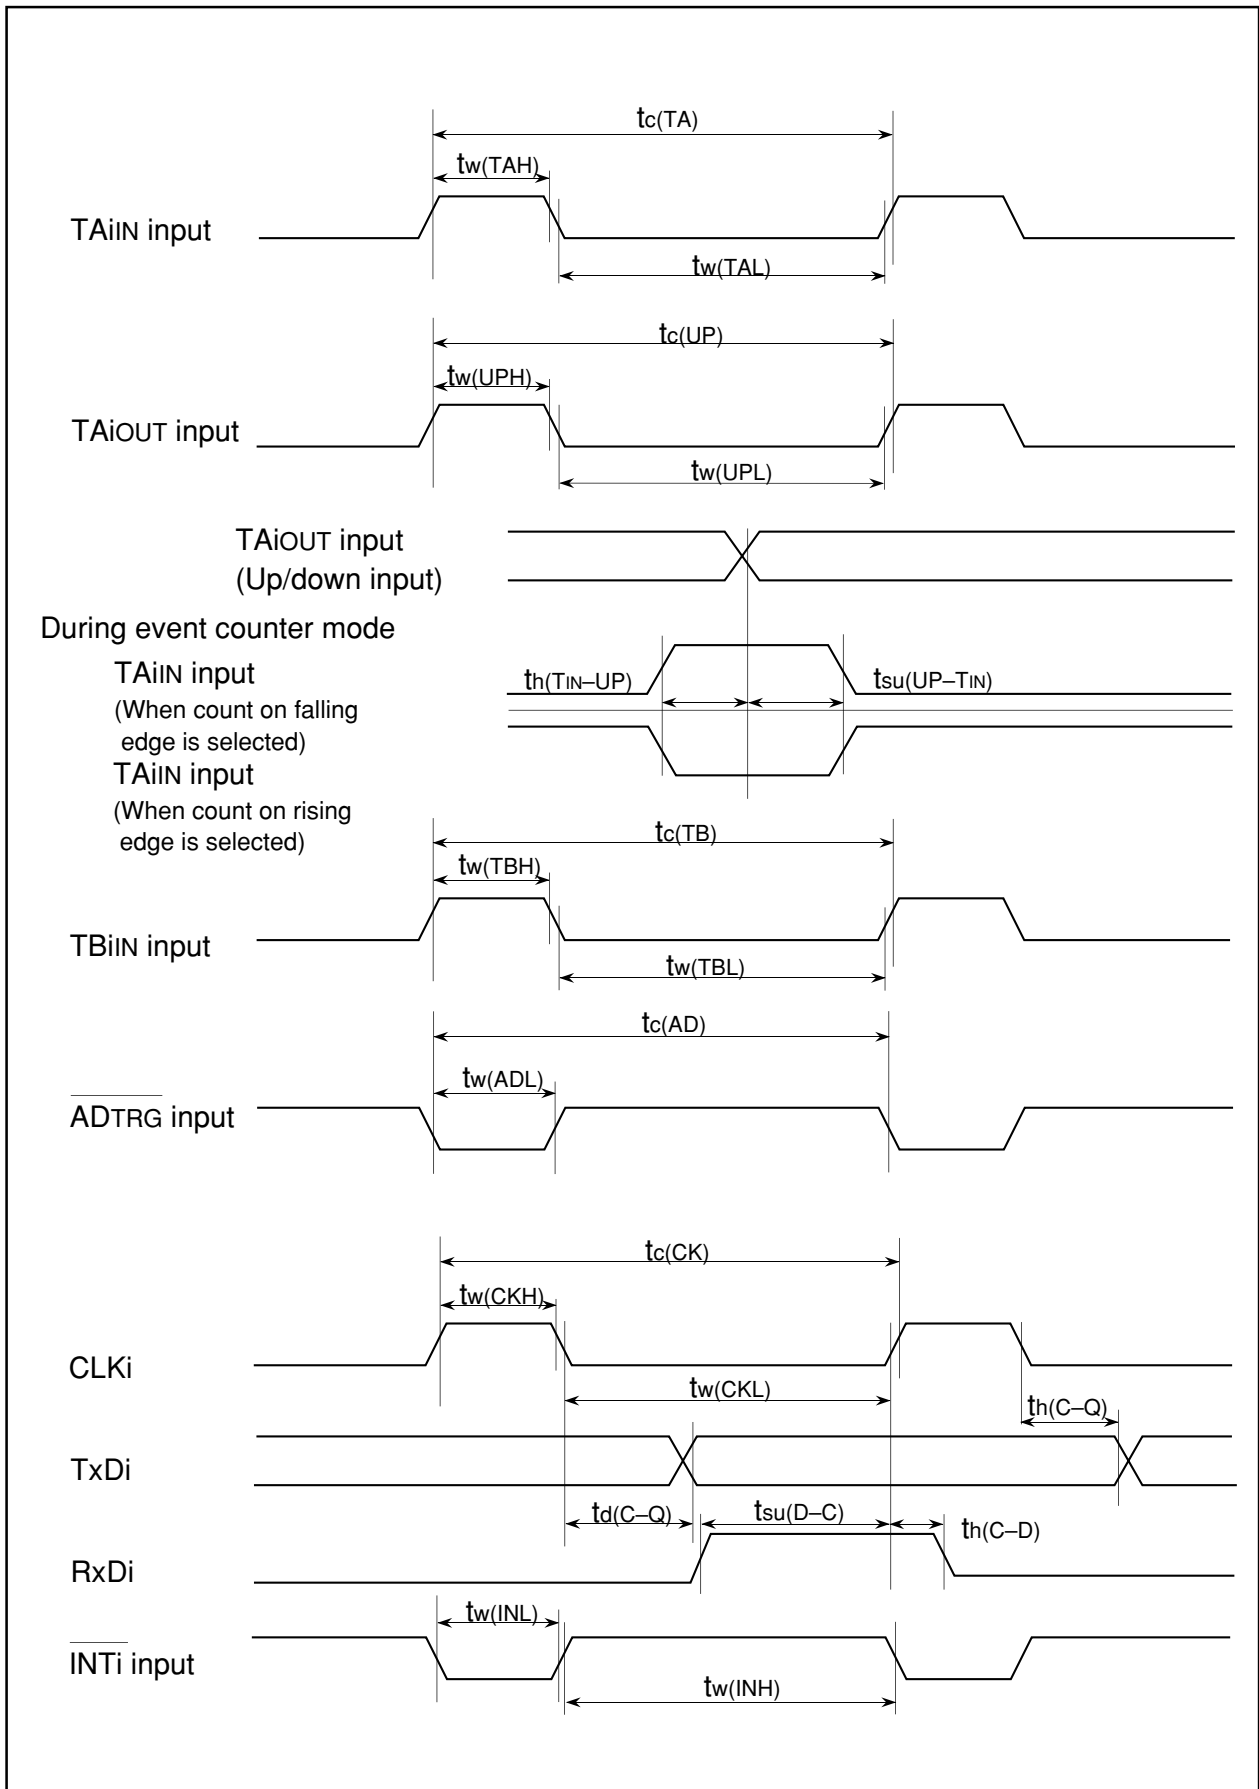 tc(TA)
tw(TAH)
TAiIN input
tw(TAL)
tc(UP)
tw(UPH)
TAiOUT input
tw(UPL)
TAiOUT input
(Up/down input)
During event counter mode
TAiIN input
(When count on falling
edge is selected)
th(TIN–UP)
tsu(UP–TIN)
TAiIN input
(When count on rising
edge is selected)
tc(TB)
tw(TBH)
TBiIN input
tw(TBL)
tc(AD)
tw(ADL)
ADTRG input
tc(CK)
tw(CKH)
CLKi
tw(CKL)
th(C–Q)
TxDi
td(C–Q)
tsu(D–C)
th(C–D)
RxDi
tw(INL)
INTi input
tw(INH)